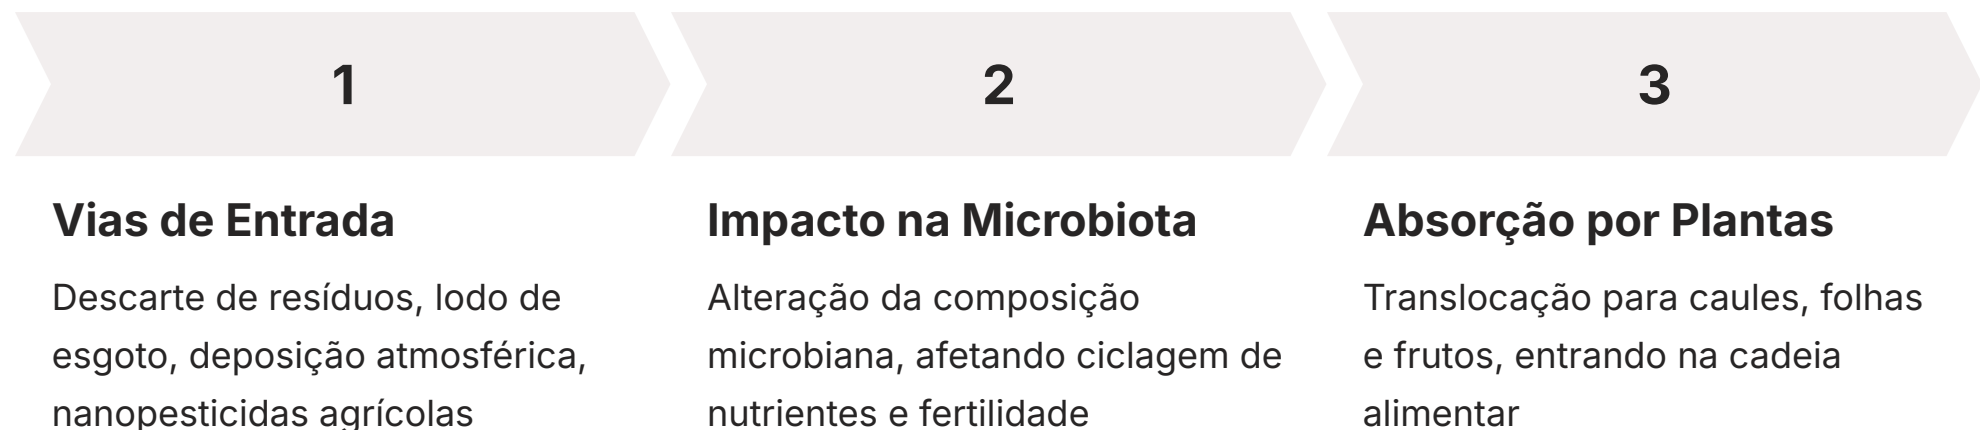 1
2
3
Vias de Entrada
Descarte de resíduos, lodo de
esgoto, deposição atmosférica,
nanopesticidas agrícolas
Impacto na Microbiota
Alteração da composição
microbiana, afetando ciclagem de
nutrientes e fertilidade
Absorção por Plantas
Translocação para caules, folhas
e frutos, entrando na cadeia
alimentar